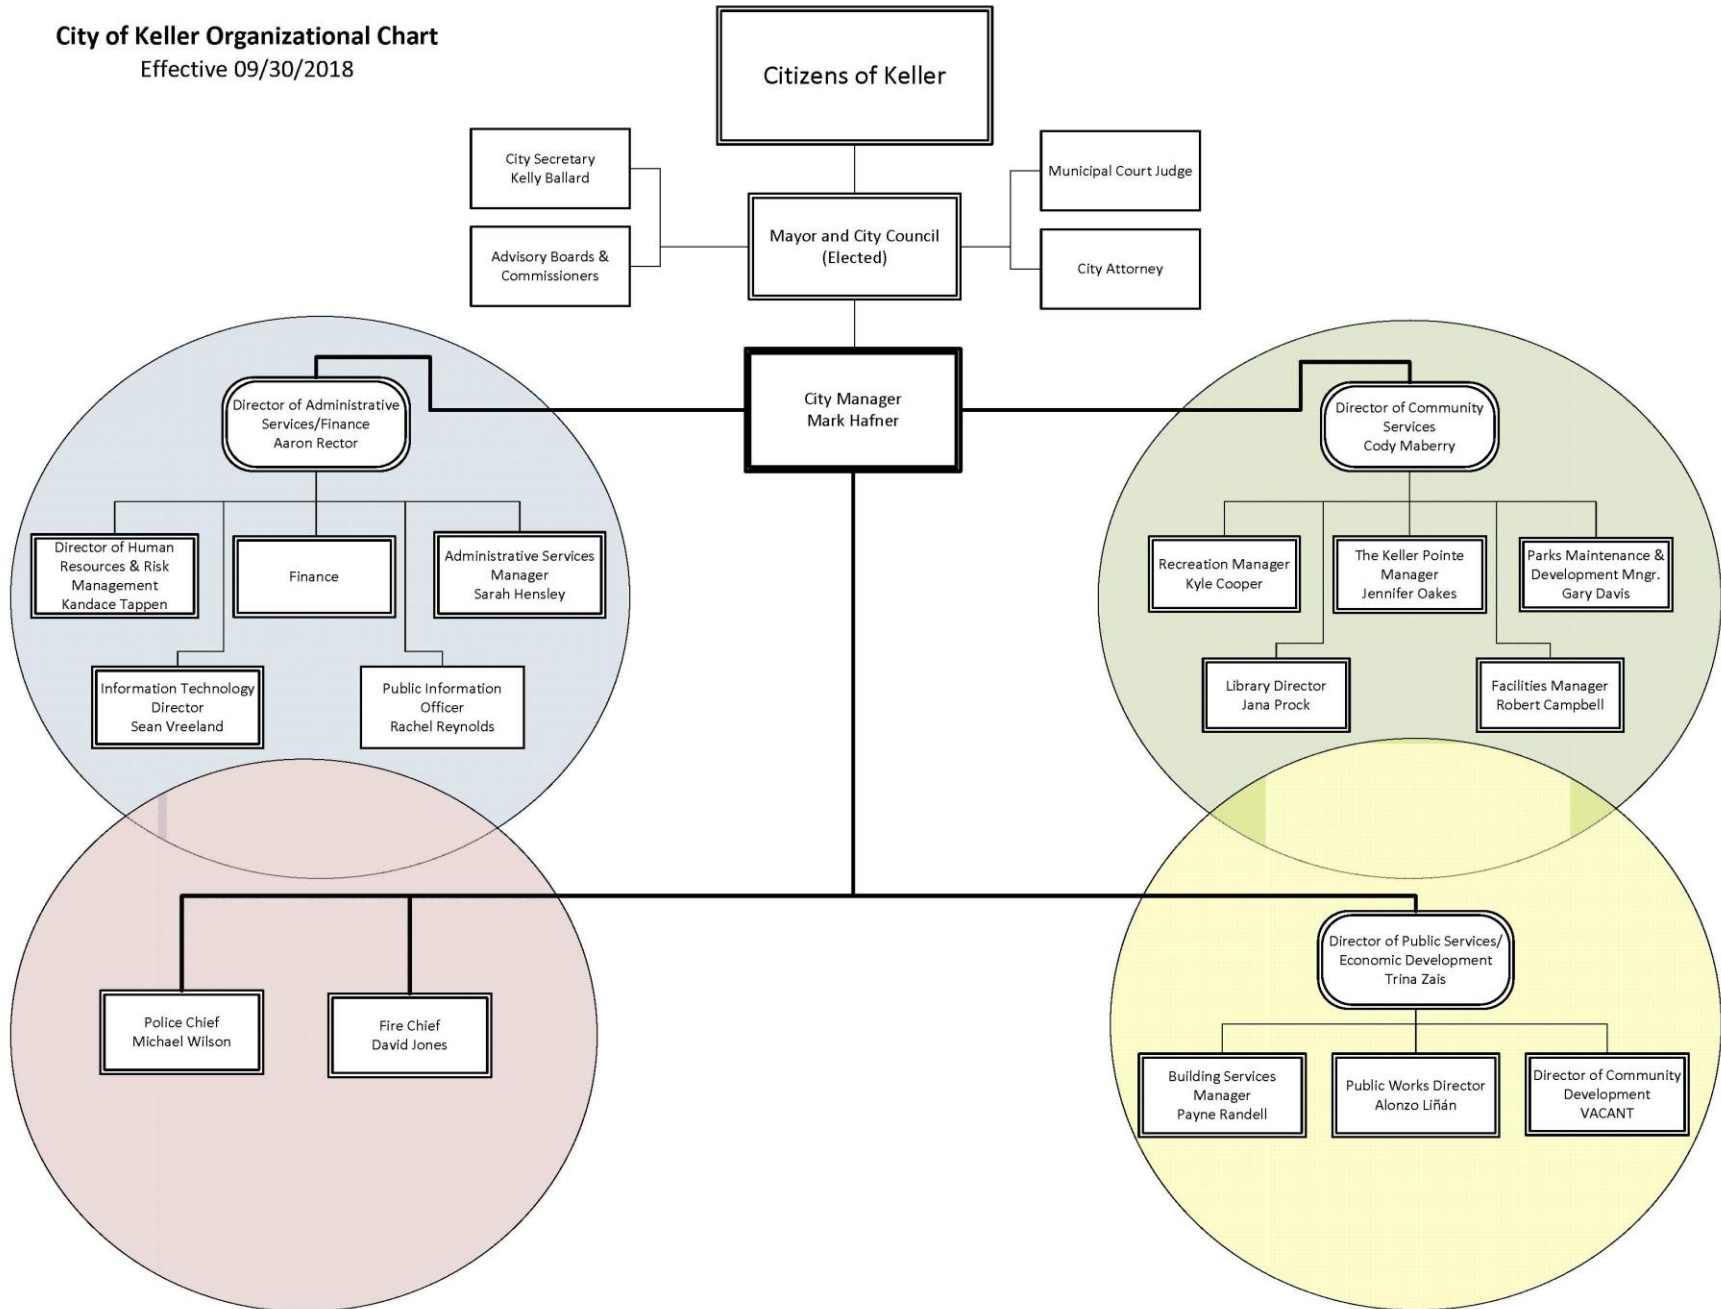 City of Keller Organizational Chart
Effective 09/30/2018
Citizens of Keller
City Secretary
Kelly Ballard
Municipal Court Judge
Mayor and City Council
(Elected)
Advisory Boards &
Commissioners
City Attorney
City Manager
Mark Hafner
Director of Administrative
Services/Finance
Aaron Rector
Director of Community
Services
Cody Maberry
Director of Human
Resources & Risk
Management
Kandace Tappen
Finance
Administrative Services
Manager
Sarah Hensley
Recreation Manager
Kyle Cooper
The Keller Pointe
Manager
Jennifer Oakes
Parks Maintenance &
Development Mngr.
Gary Davis
Information Technology
Director
Sean Vreeland
Public Information
Officer
Rachel Reynolds
Library Director
Jana Prock
Facilities Manager
Robert Campbell
Director of Public Services/
Economic Development
Trina Zais
Police Chief
Michael Wilson
Fire Chief
David Jones
Building Services
Manager
Payne Randell
Public Works Director
Alonzo Liñán
Director of Community
Development
VACANT